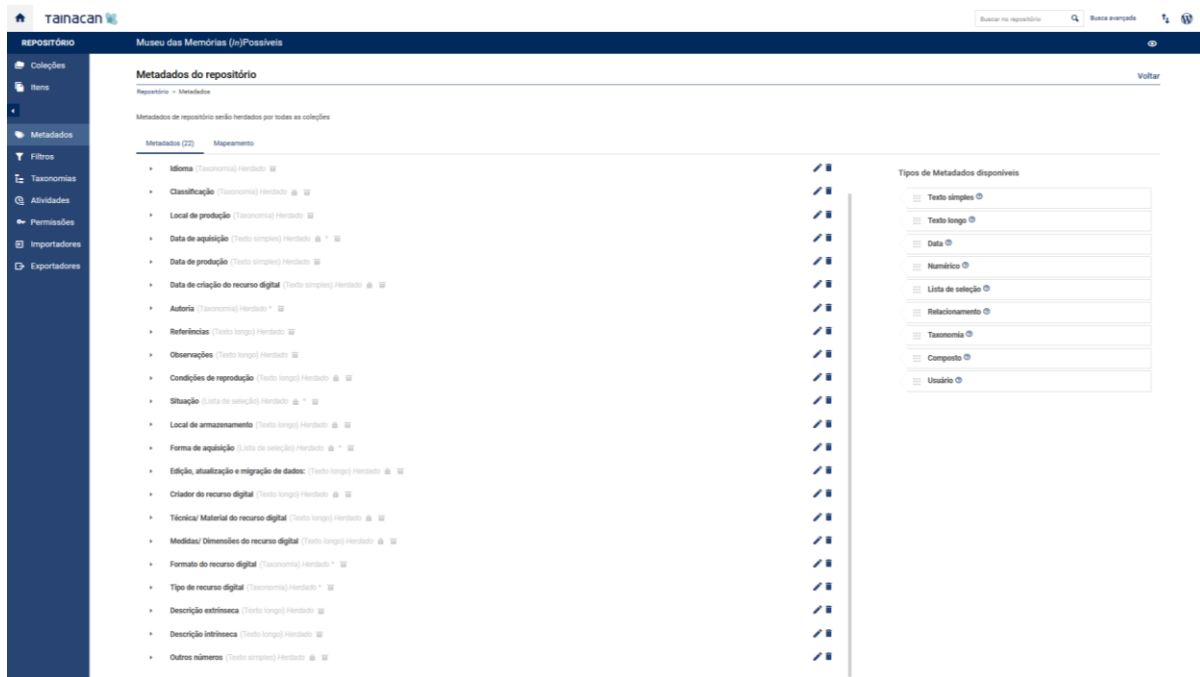 Tainacan
Buscar no repositório
Busca avançada
REPOSITÓRIO
Museu das Memórias (In)Possíveis
Coleções
Itens
Metadados
Filtros
Taxonomias
Atividades
Permissões
Importadores
Exportadores
Metadados do repositório
Voltar
Repositório > Metadados
Metadados de repositório serão herdados por todas as coleções
Metadados (22) Mapeamento
Idioma (Taxonomia) Herdado
Classificação (Taxonomia) Herdado
Local de produção (Taxonomia) Herdado
Data de aquisição (Texto simples) Herdado *
Data de produção (Texto simples) Herdado
Data de criação do recurso digital (Texto simples) Herdado
Autoria (Taxonomia) Herdado *
Referências (Texto longo) Herdado
Observações (Texto longo) Herdado
Condições de reprodução (Texto longo) Herdado
Situação (Lista de seleção) Herdado *
Local de armazenamento (Texto longo) Herdado
Forma de aquisição (Lista de seleção) Herdado *
Edição, atualização e migração de dados: (Texto longo) Herdado
Criador do recurso digital (Texto longo) Herdado
Técnica/ Material do recurso digital (Texto longo) Herdado
Medidas/ Dimensões do recurso digital (Texto longo) Herdado
Formato do recurso digital (Taxonomia) Herdado *
Tipo de recurso digital (Taxonomia) Herdado *
Descrição extrínseca (Texto longo) Herdado
Descrição intrínseca (Texto longo) Herdado
Outros números (Texto simples) Herdado
Tipos de Metadados disponíveis
Texto simples
Texto longo
Data
Numérico
Lista de seleção
Relacionamento
Taxonomia
Composto
Usuário